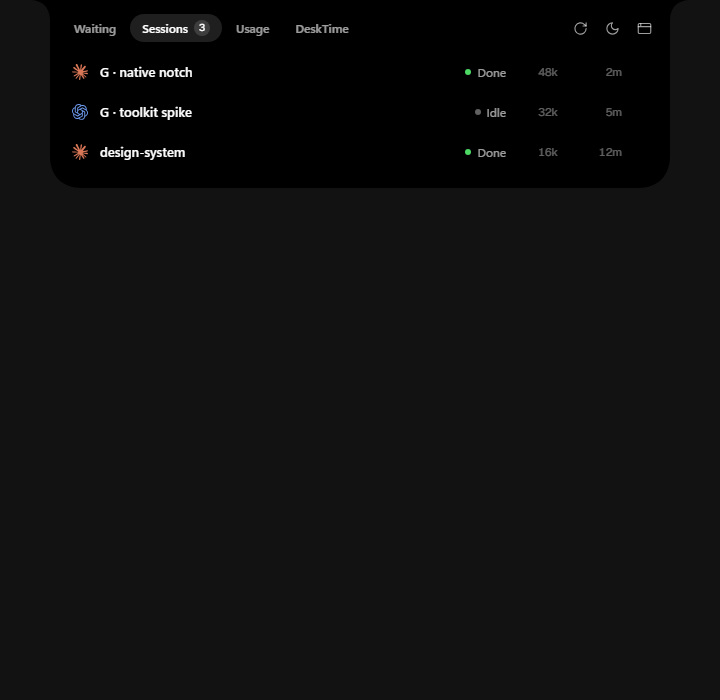 Waiting Sessions 3 Usage DeskTime
G · native notch Done 48k 2m
G · toolkit spike Idle 32k 5m
design-system Done 16k 12m